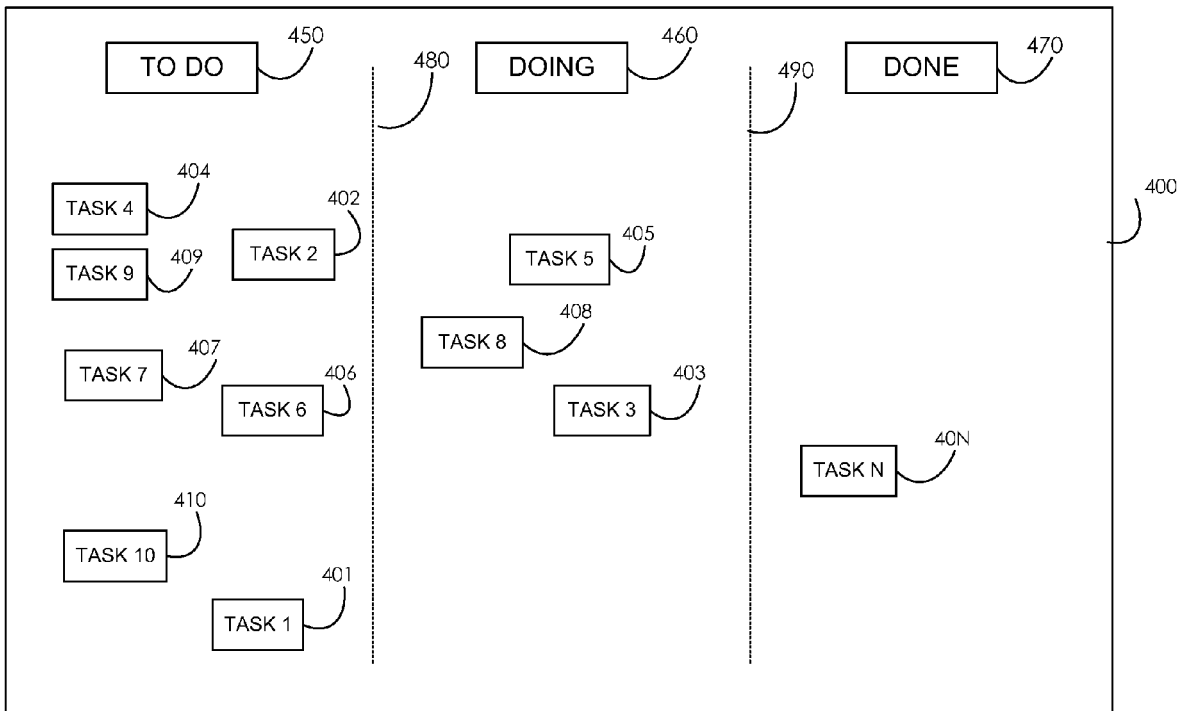 TO DO
450
480
DOING
460
490
DONE
470
400
TASK 4
404
TASK 2
402
TASK 9
409
TASK 7
407
TASK 6
406
TASK 10
410
TASK 1
401
TASK 5
405
TASK 8
408
TASK 3
403
TASK N
40N